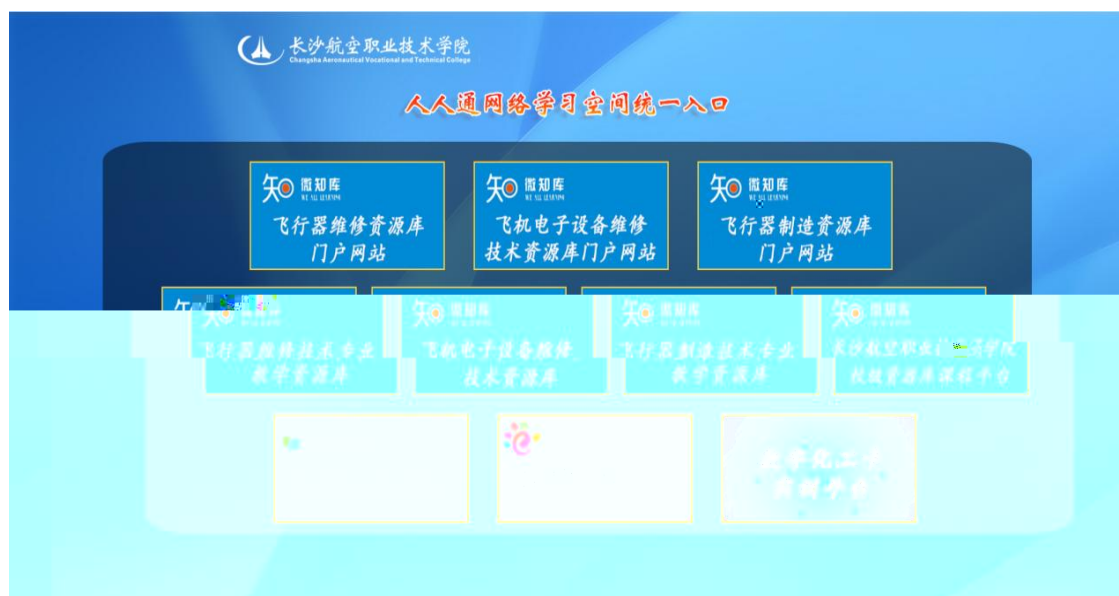 长沙航空职业技术学院
Changsha Aeronautical Vocational and Technical College
人人通网络学习空间统一入口
微知库
飞行器维修资源库
门户网站
微知库
飞机电子设备维修
技术资源库门户网站
微知库
飞行器制造资源库
门户网站
微知库
飞行器维修技术专业
教学资源库
微知库
飞机电子设备维修
技术资源库
微知库
飞行器制造技术专业
教学资源库
微知库
长沙航空职业技术学院
校级资源库课程平台